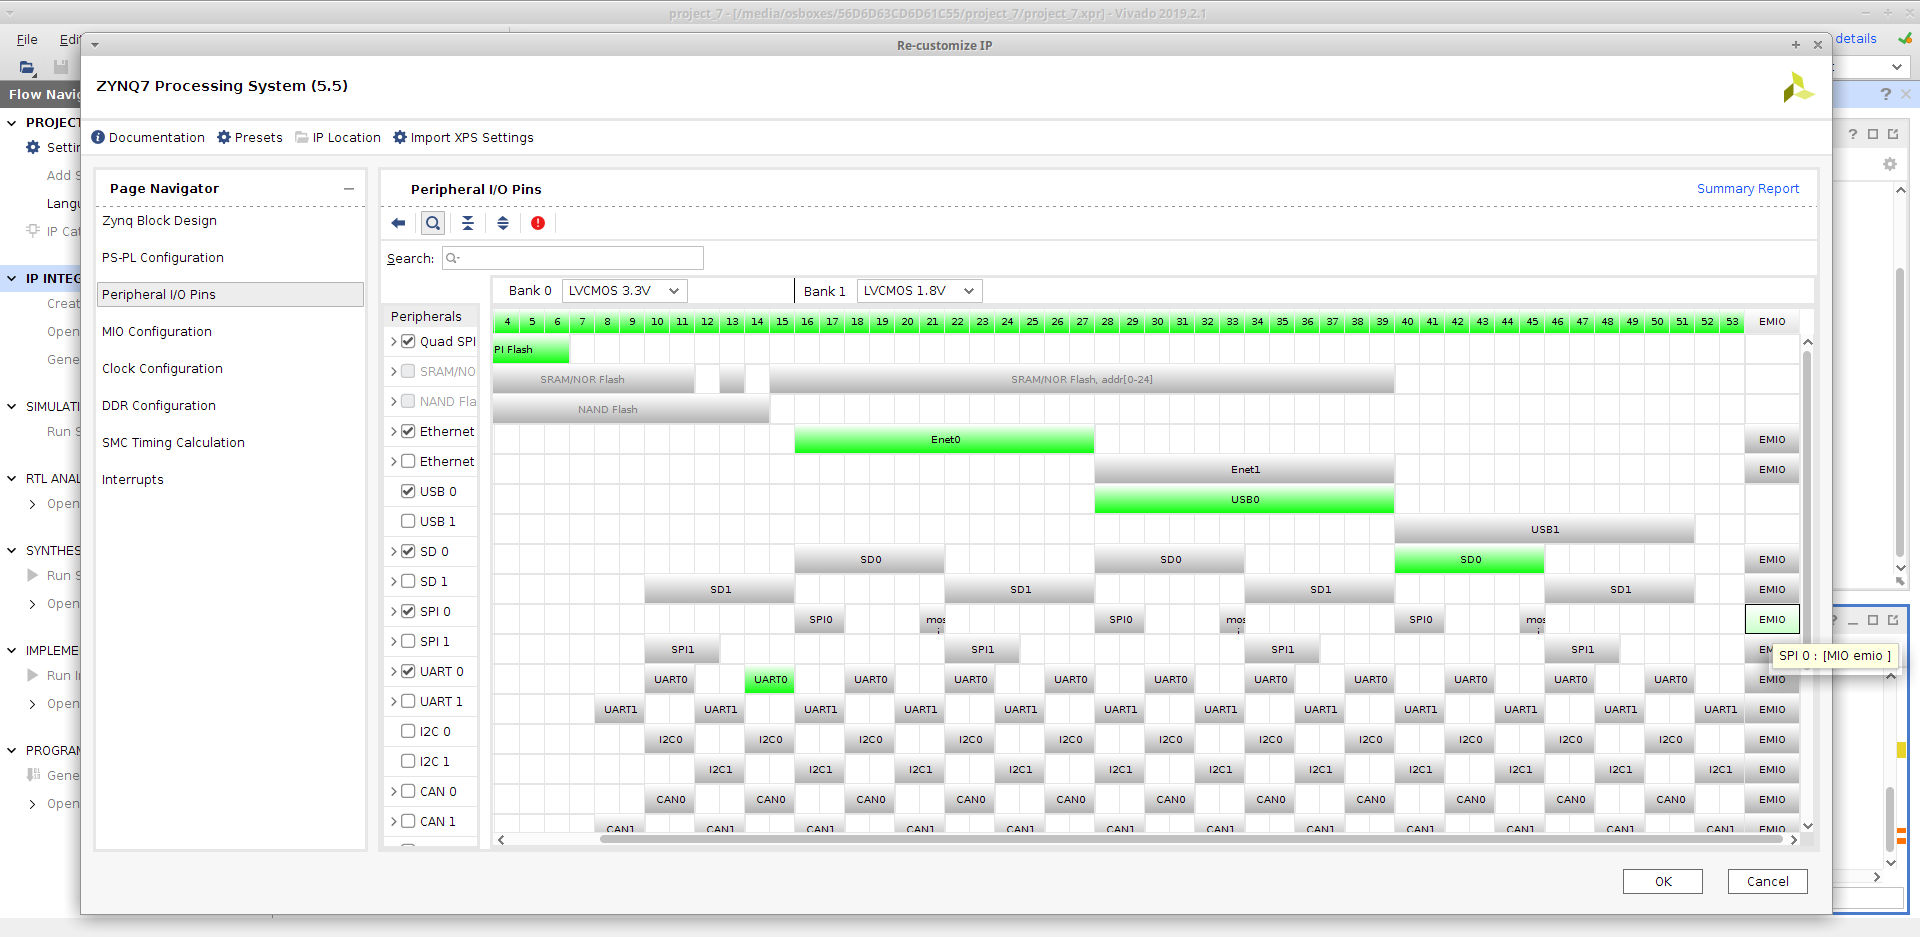 project_7 - [/media/osboxes/56D6D63CD6D61C55/project_7/project_7.xpr] - Vivado 2019.2.1
File Edi
details
Re-customize IP
ZYNQ7 Processing System (5.5)
Documentation Presets IP Location Import XPS Settings
Flow Navig
PROJECT
Settin
Add S
Langu
IP Cat
IP INTEG
Creat
Open
Gene
SIMULATI
Run S
RTL ANAL
Open
SYNTHES
Run S
Open
IMPLEME
Run In
Open
PROGRAM
Gene
Open
Page Navigator
Zynq Block Design
PS-PL Configuration
Peripheral I/O Pins
MIO Configuration
Clock Configuration
DDR Configuration
SMC Timing Calculation
Interrupts
Peripheral I/O Pins Summary Report
Search: Q-
Bank 0 LVCMOS 3.3V Bank 1 LVCMOS 1.8V
Peripherals 4 5 6 7 8 9 10 11 12 13 14 15 16 17 18 19 20 21 22 23 24 25 26 27 28 29 30 31 32 33 34 35 36 37 38 39 40 41 42 43 44 45 46 47 48 49 50 51 52 53 EMIO
Quad SPI PI Flash
SRAM/NO SRAM/NOR Flash SRAM/NOR Flash, addr[0-24]
NAND Fla NAND Flash
Ethernet Enet0 EMIO
Ethernet Enet1 EMIO
USB 0 USB0
USB 1 USB1
SD 0 SD0 SD0 SD0 EMIO
SD 1 SD1 SD1 SD1 SD1 EMIO
SPI 0 SPI0 mosi SPI0 mosi SPI0 mosi EMIO
SPI 1 SPI1 SPI1 SPI1 SPI1 EM
SPI 0 : [MIO emio ]
UART 0 UART0 UART0 UART0 UART0 UART0 UART0 UART0 UART0 UART0 UART0 UART0 EMIO
UART 1 UART1 UART1 UART1 UART1 UART1 UART1 UART1 UART1 UART1 UART1 UART1 UART1 EMIO
I2C 0 I2C0 I2C0 I2C0 I2C0 I2C0 I2C0 I2C0 I2C0 I2C0 I2C0 I2C0 EMIO
I2C 1 I2C1 I2C1 I2C1 I2C1 I2C1 I2C1 I2C1 I2C1 I2C1 I2C1 I2C1 EMIO
CAN 0 CAN0 CAN0 CAN0 CAN0 CAN0 CAN0 CAN0 CAN0 CAN0 CAN0 CAN0 EMIO
CAN 1 CAN1 CAN1 CAN1 CAN1 CAN1 CAN1 CAN1 CAN1 CAN1 CAN1 CAN1 CAN1 EMIO
OK Cancel